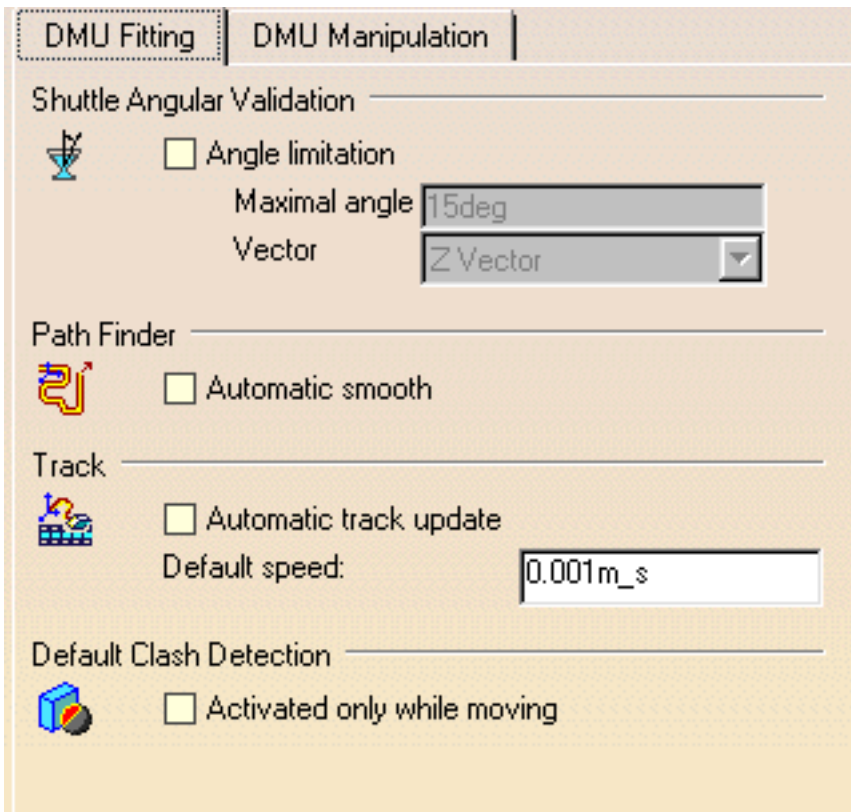 DMU Fitting DMU Manipulation
Shuttle Angular Validation
Angle limitation
Maximal angle 15deg
Vector Z Vector
Path Finder
Automatic smooth
Track
Automatic track update
Default speed: 0.001m_s
Default Clash Detection
Activated only while moving